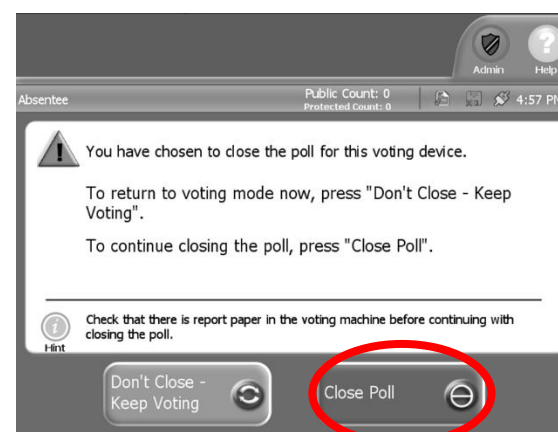 Admin Help
Absentee Public Count: 0 4:57 PM
Protected Count: 0
You have chosen to close the poll for this voting device.
To return to voting mode now, press "Don't Close - Keep
Voting".
To continue closing the poll, press "Close Poll".
Check that there is report paper in the voting machine before continuing with
closing the poll.
Hint
Don't Close -
Keep Voting
Close Poll